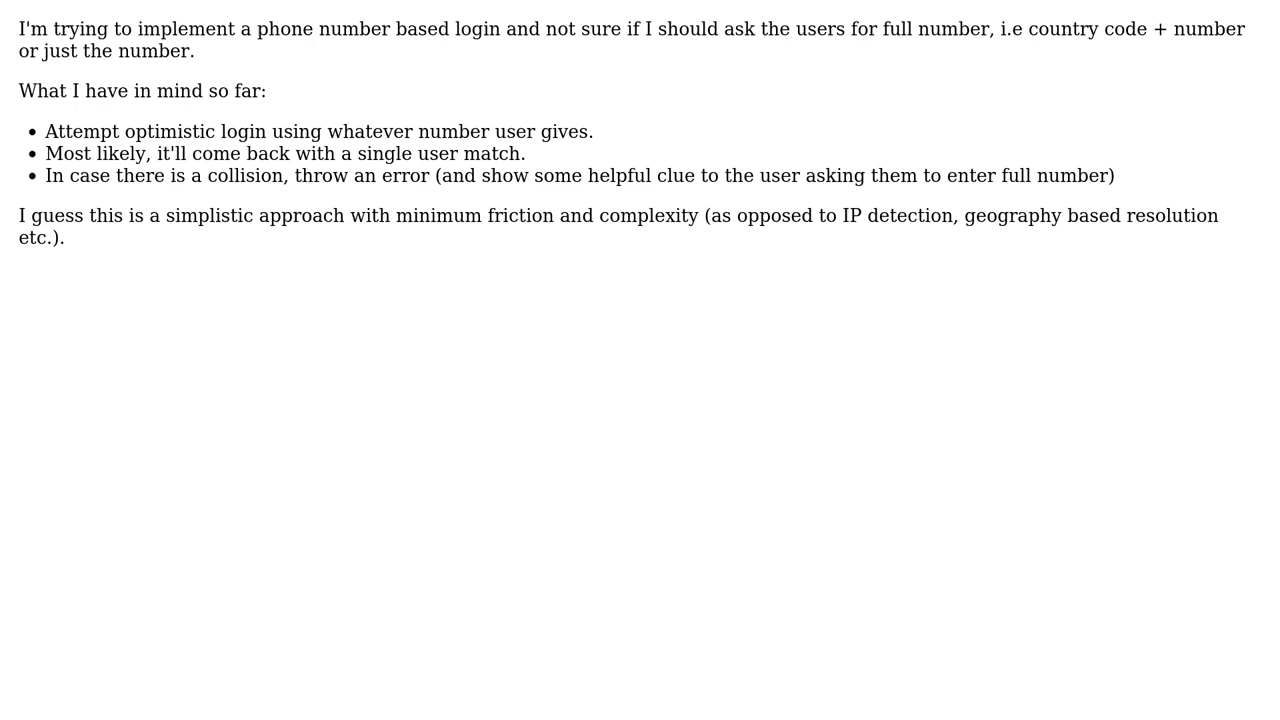 I'm trying to implement a phone number based login and not sure if I should ask the users for full number, i.e country code + number
or just the number.
What I have in mind so far:
• Attempt optimistic login using whatever number user gives.
• Most likely, it'll come back with a single user match.
• In case there is a collision, throw an error (and show some helpful clue to the user asking them to enter full number)
I guess this is a simplistic approach with minimum friction and complexity (as opposed to IP detection, geography based resolution
etc.).